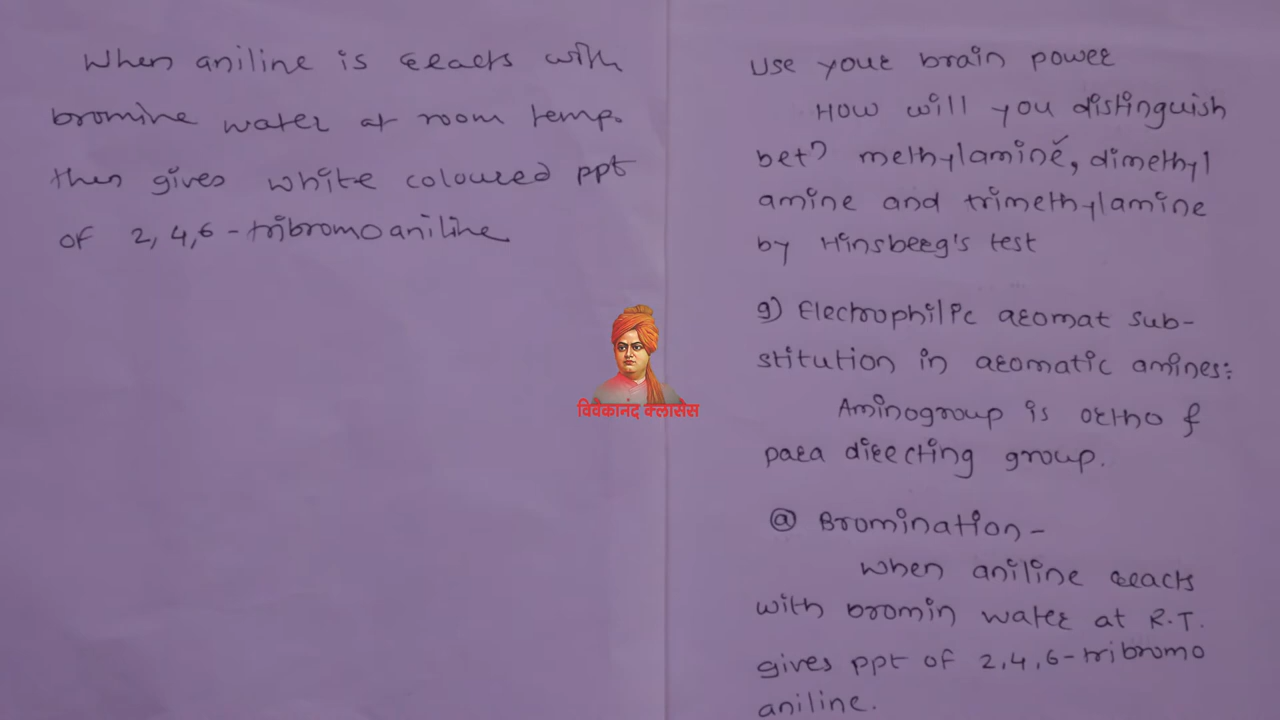 When aniline is reacts with
bromine water at room temp.
then gives white coloured ppt
of 2, 4, 6 - tribromoaniline
Use your brain power
How will you distinguish
betn methylamine, dimethyl
amine and trimethylamine
by Hinsberg's test
g) Electrophilic aromat sub-
stitution in aromatic amines:
Aminogroup is ortho &
para directing group.
(a) Bromination -
When aniline reacts
with bromin water at R.T.
gives ppt of 2,4,6-tribromo
aniline.
विवेकानंद क्लासेस